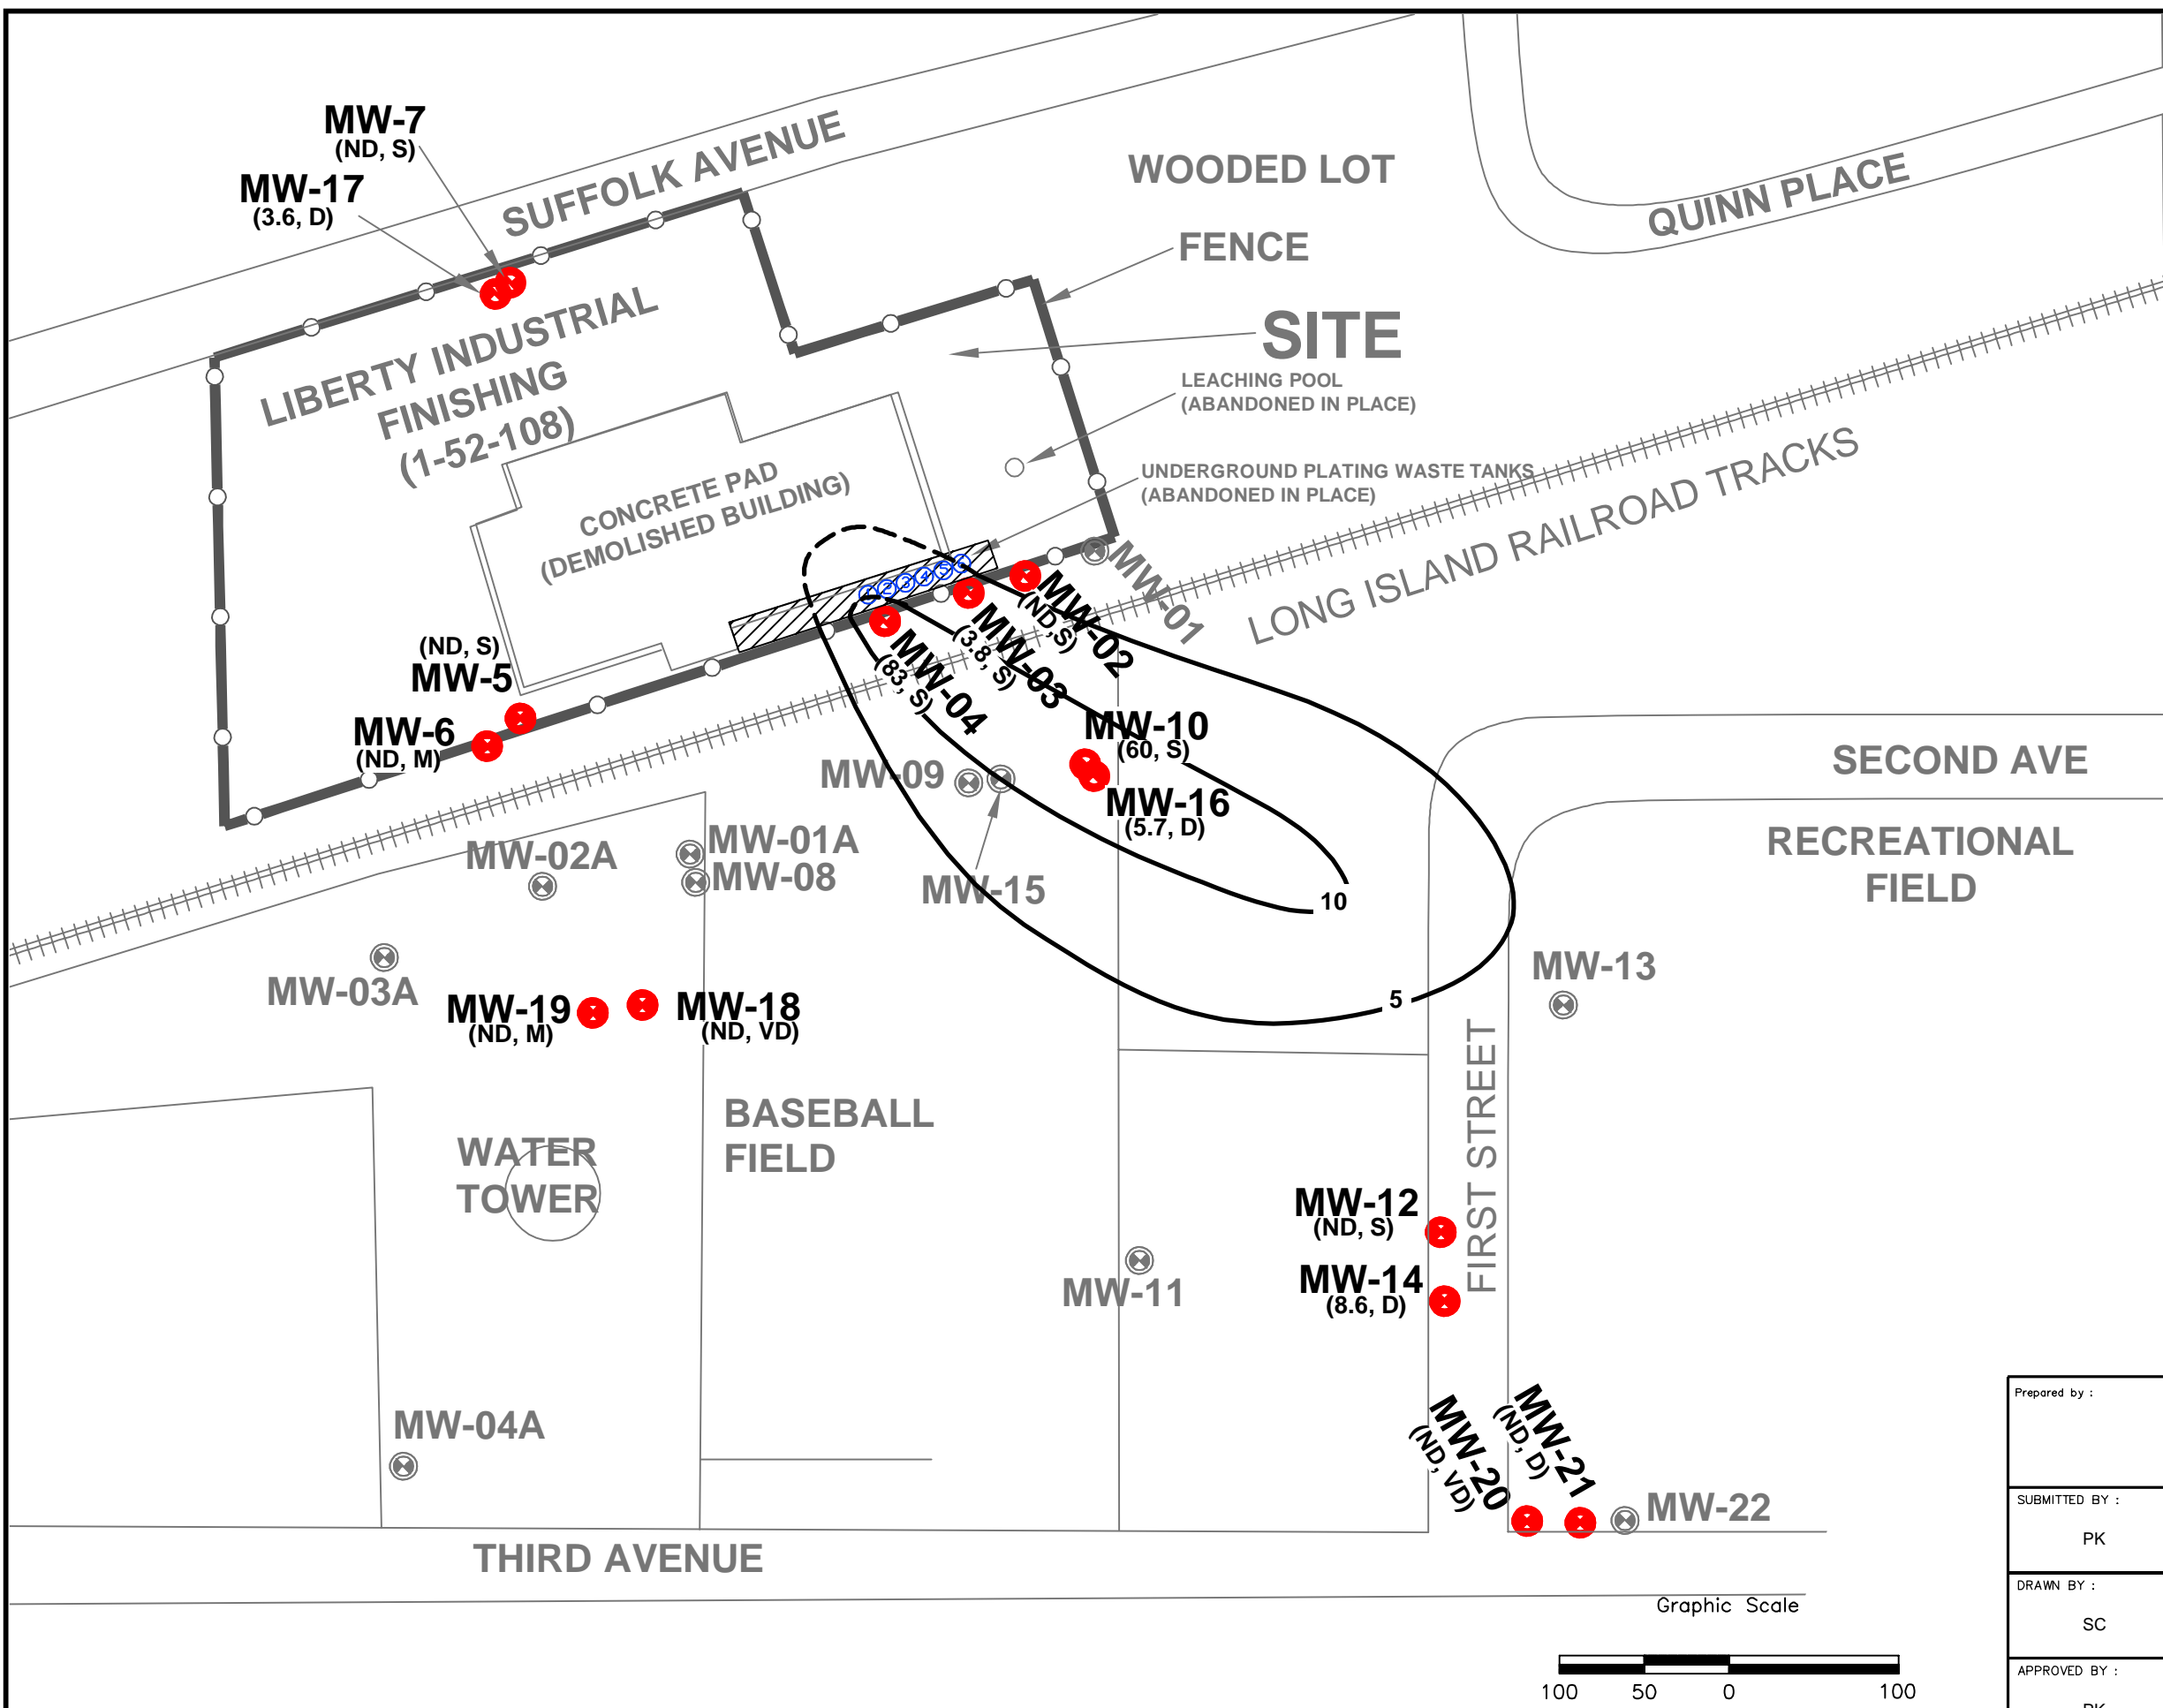 MW-7
(ND, S)
MW-17
(3.6, D)
SUFFOLK AVENUE
WOODED LOT
QUINN PLACE
FENCE
SITE
LIBERTY INDUSTRIAL
FINISHING
(1-52-108)
LEACHING POOL
(ABANDONED IN PLACE)
UNDERGROUND PLATING WASTE TANKS
(ABANDONED IN PLACE)
CONCRETE PAD
(DEMOLISHED BUILDING)
LONG ISLAND RAILROAD TRACKS
1 2 3 4 5 6
MW-01
MW-02
(ND,S)
MW-03
(3.8, S)
MW-04
(83, S)
(ND, S)
MW-5
MW-6
(ND, M)
MW-10
(60, S)
MW-16
(5.7, D)
MW-09
MW-15
SECOND AVE
RECREATIONAL
FIELD
MW-01A
MW-08
MW-02A
MW-03A
10
5
MW-13
MW-19
(ND, M)
MW-18
(ND, VD)
BASEBALL
FIELD
WATER
TOWER
FIRST STREET
MW-12
(ND, S)
MW-14
(8.6, D)
MW-11
MW-04A
MW-20
(ND, VD)
MW-21
(ND, D)
MW-22
THIRD AVENUE
Graphic Scale
100 50 0 100
Prepared by :
SUBMITTED BY :
PK
DRAWN BY :
SC
APPROVED BY :
PK